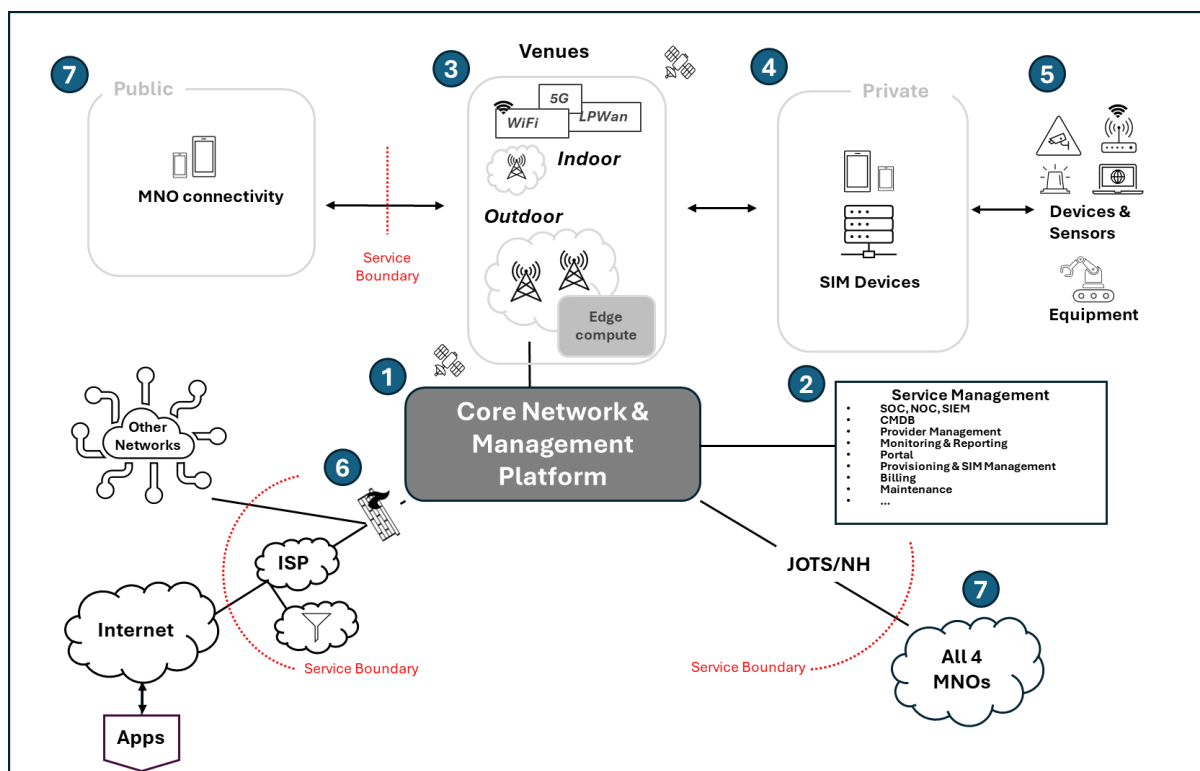 Venues
7
Public
MNO connectivity
Service
Boundary
3
5G
WiFi
LPWan
Indoor
Outdoor
Edge
compute
4
Private
SIM Devices
5
Devices &
Sensors
Equipment
1
Core Network &
Management
Platform
2
Service Management
• SOC, NOC, SIEM
• CMDB
• Provider Management
• Monitoring & Reporting
• Portal
• Provisioning & SIM Management
• Billing
• Maintenance
• ...
Other
Networks
6
ISP
Internet
Service Boundary
Apps
JOTS/NH
7
Service Boundary
All 4
MNOs